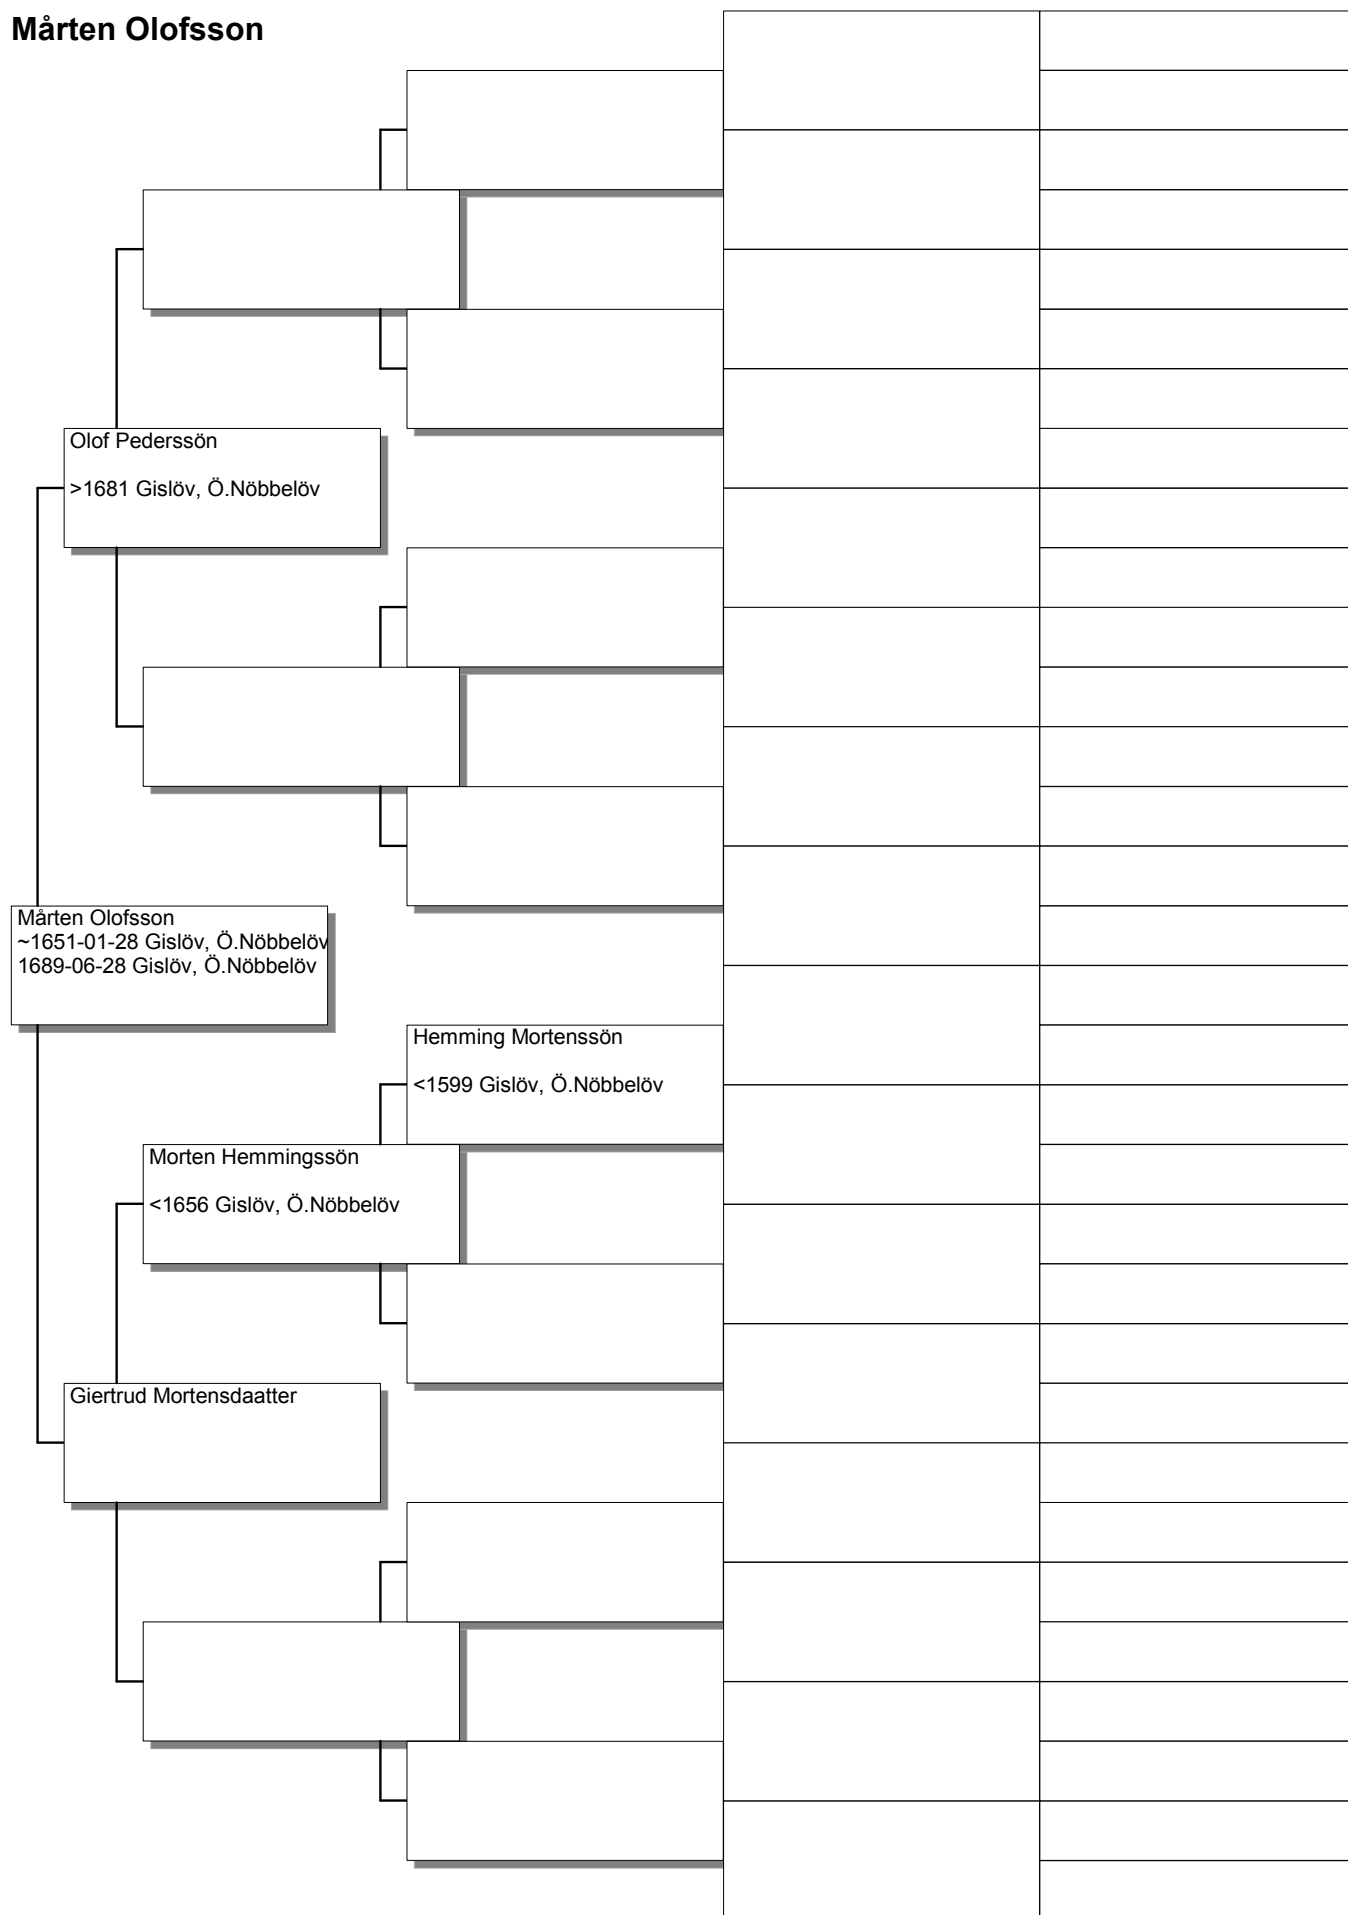 Mårten Olofsson
Olof Pederssön
>1681 Gislöv, Ö.Nöbbelöv
Mårten Olofsson
~1651-01-28 Gislöv, Ö.Nöbbelöv
1689-06-28 Gislöv, Ö.Nöbbelöv
Hemming Mortenssön
<1599 Gislöv, Ö.Nöbbelöv
Morten Hemmingssön
<1656 Gislöv, Ö.Nöbbelöv
Giertrud Mortensdaatter